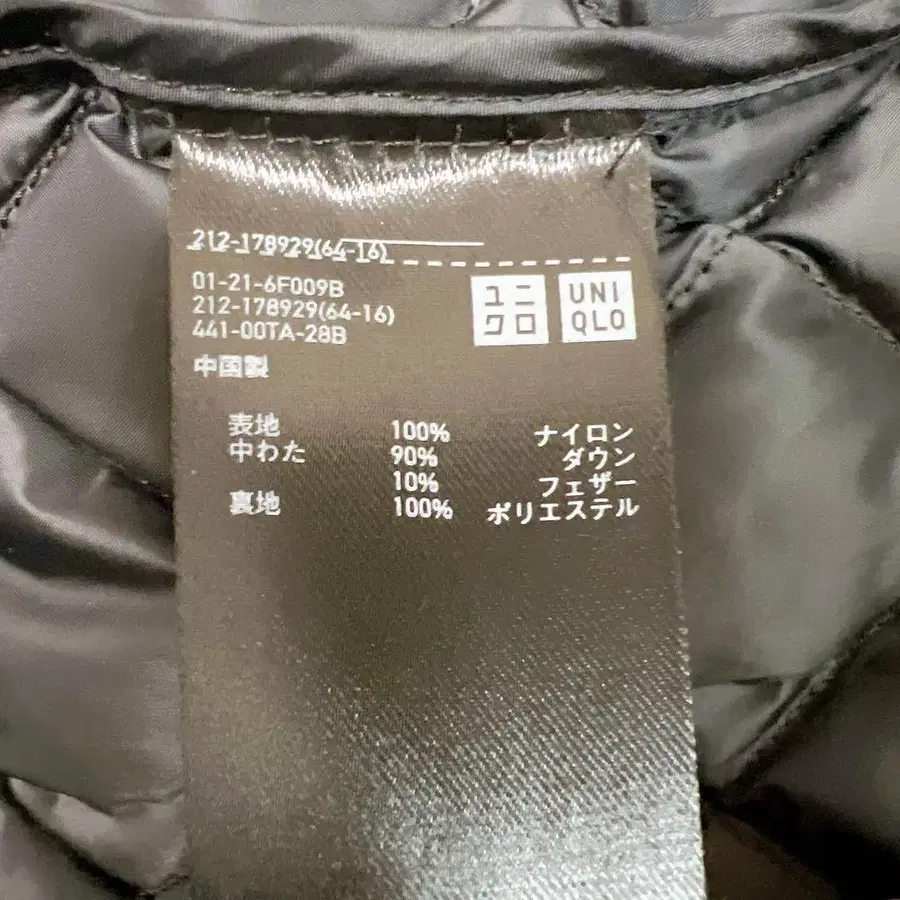 212-178929(64-16)
01-21-6F009B
212-178929(64-16)
441-00TA-28B
中国製
ユニ
クロ
UNI
QLO
表地 100% ナイロン
中わた 90% ダウン
10% フェザー
裏地 100% ポリエステル